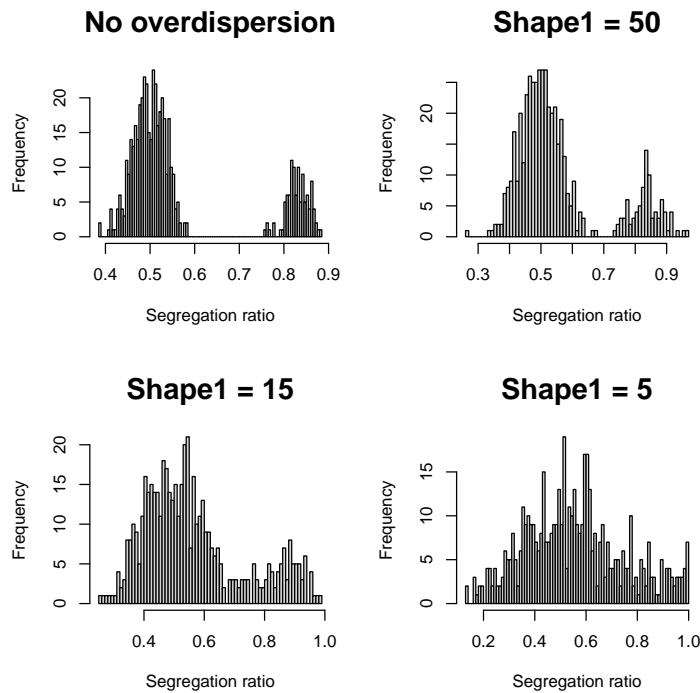 No overdispersion
Frequency
0
5
10
15
20
0.4 0.5 0.6 0.7 0.8 0.9
Segregation ratio
Shape1 = 50
Frequency
0
5
10
20
0.3 0.5 0.7 0.9
Segregation ratio
Shape1 = 15
Frequency
0
5
10
15
20
0.4 0.6 0.8 1.0
Segregation ratio
Shape1 = 5
Frequency
0
5
10
15
0.2 0.4 0.6 0.8 1.0
Segregation ratio